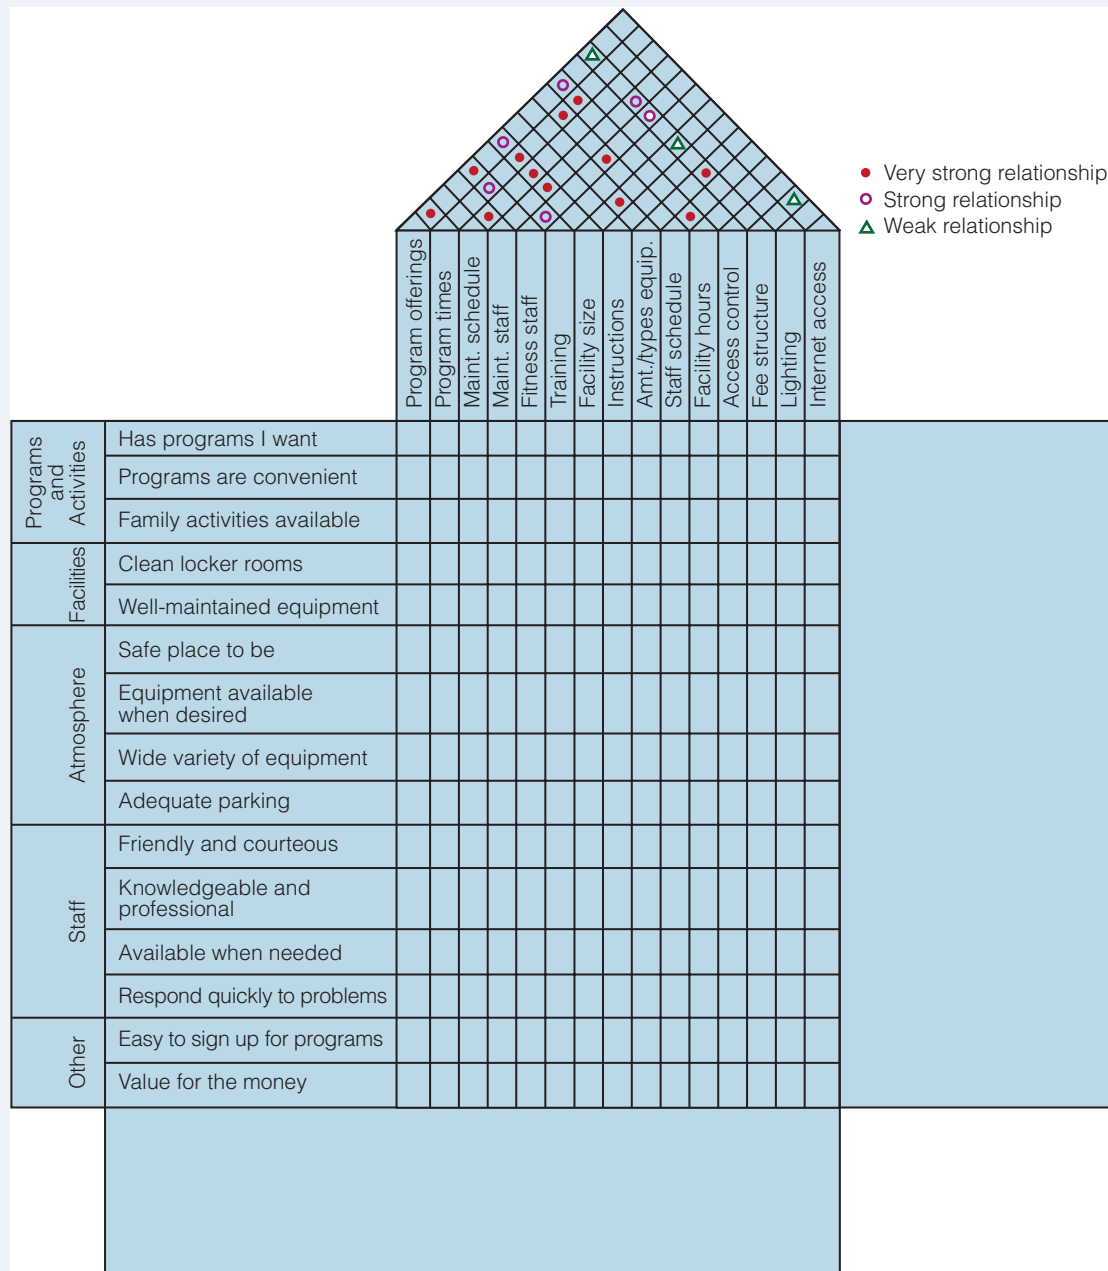 Very strong relationship
Strong relationship
Weak relationship
Program offerings
Program times
Maint. schedule
Maint. staff
Fitness staff
Training
Facility size
Instructions
Amt./types equip.
Staff schedule
Facility hours
Access control
Fee structure
Lighting
Internet access
Programs
and
Activities
Has programs I want
Programs are convenient
Family activities available
Facilities
Clean locker rooms
Well-maintained equipment
Atmosphere
Safe place to be
Equipment available
when desired
Wide variety of equipment
Adequate parking
Staff
Friendly and courteous
Knowledgeable and
professional
Available when needed
Respond quickly to problems
Other
Easy to sign up for programs
Value for the money